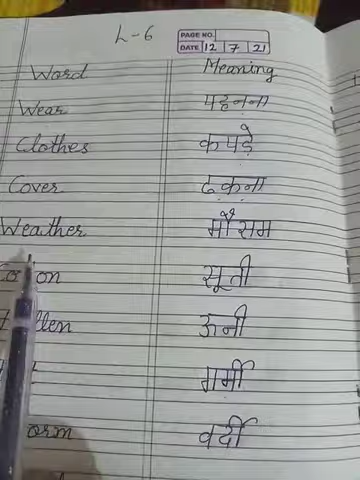 L-6
PAGE NO.
DATE 12 7 21
Word Meaning
Wear पहनना
Clothes कपड़े
Cover ढकना
Weather मौसम
सूती
ऊनी
गर्मी
वर्दी